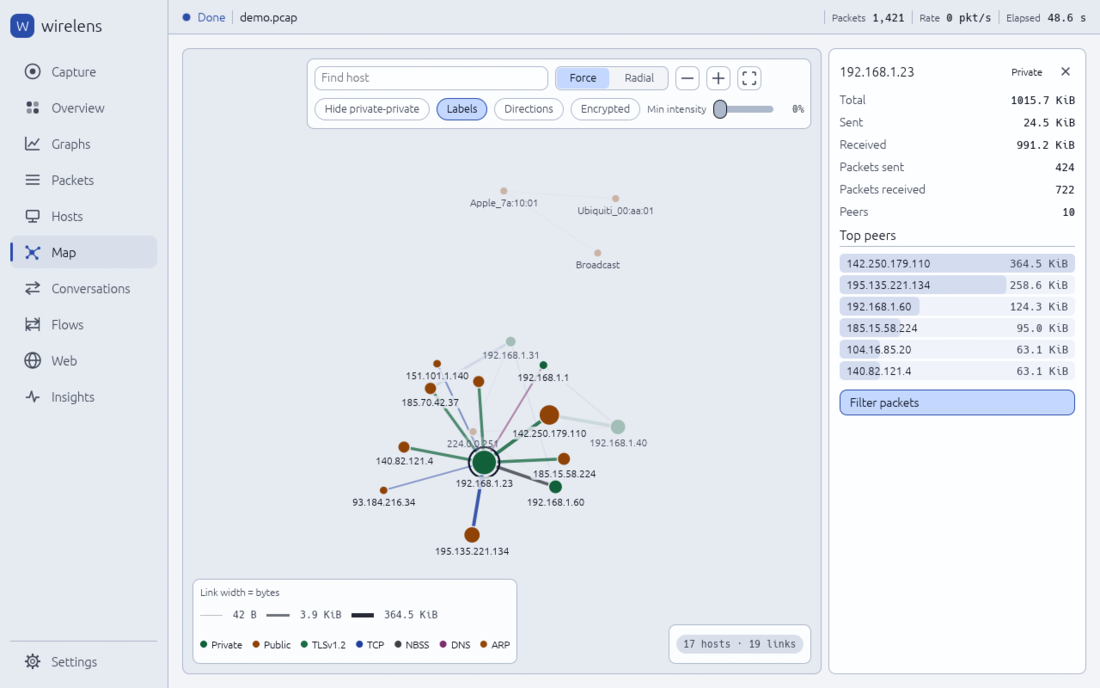 W wirelens
Capture
Overview
Graphs
Packets
Hosts
Map
Conversations
Flows
Web
Insights
Settings
Done demo.pcap
Packets 1,421 Rate 0 pkt/s Elapsed 48.6 s
Find host
Force Radial
Hide private-private Labels Directions Encrypted Min intensity 0%
Apple_7a:10:01
Ubiquiti_00:aa:01
Broadcast
192.168.1.31
151.101.1.140
192.168.1.1
185.70.42.37
142.250.179.110
224.0.0.251
192.168.1.40
140.82.121.4
185.15.58.224
192.168.1.23
93.184.216.34
192.168.1.60
195.135.221.134
Link width = bytes
42 B 3.9 KiB 364.5 KiB
Private Public TLSv1.2 TCP NBSS DNS ARP
17 hosts · 19 links
192.168.1.23 Private
Total 1015.7 KiB
Sent 24.5 KiB
Received 991.2 KiB
Packets sent 424
Packets received 722
Peers 10
Top peers
142.250.179.110 364.5 KiB
195.135.221.134 258.6 KiB
192.168.1.60 124.3 KiB
185.15.58.224 95.0 KiB
104.16.85.20 63.1 KiB
140.82.121.4 63.1 KiB
Filter packets